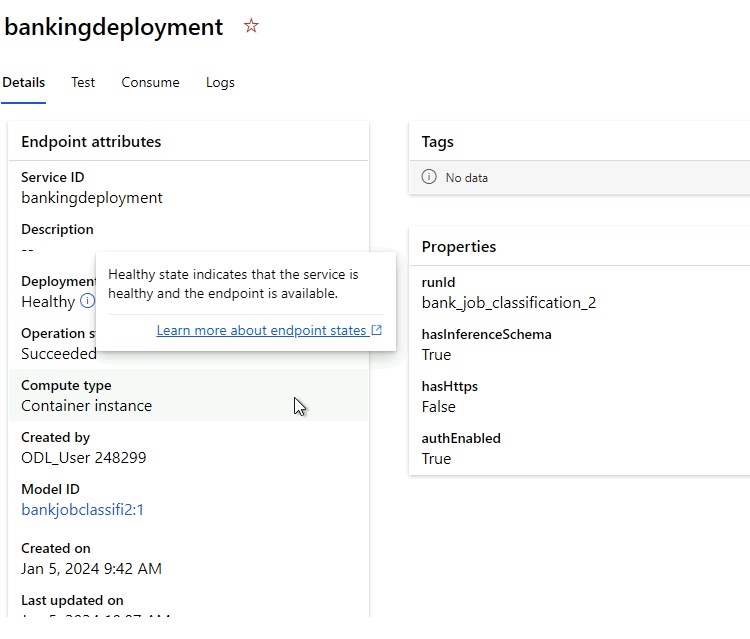 bankingdeployment
Details Test Consume Logs
Endpoint attributes
Service ID
bankingdeployment
Description
--
Deployment
Healthy
Healthy state indicates that the service is
healthy and the endpoint is available.
Learn more about endpoint states
Operation s
Succeeded
Compute type
Container instance
Created by
ODL_User 248299
Model ID
bankjobclassifi2:1
Created on
Jan 5, 2024 9:42 AM
Last updated on
Tags
No data
Properties
runId
bank_job_classification_2
hasInferenceSchema
True
hasHttps
False
authEnabled
True